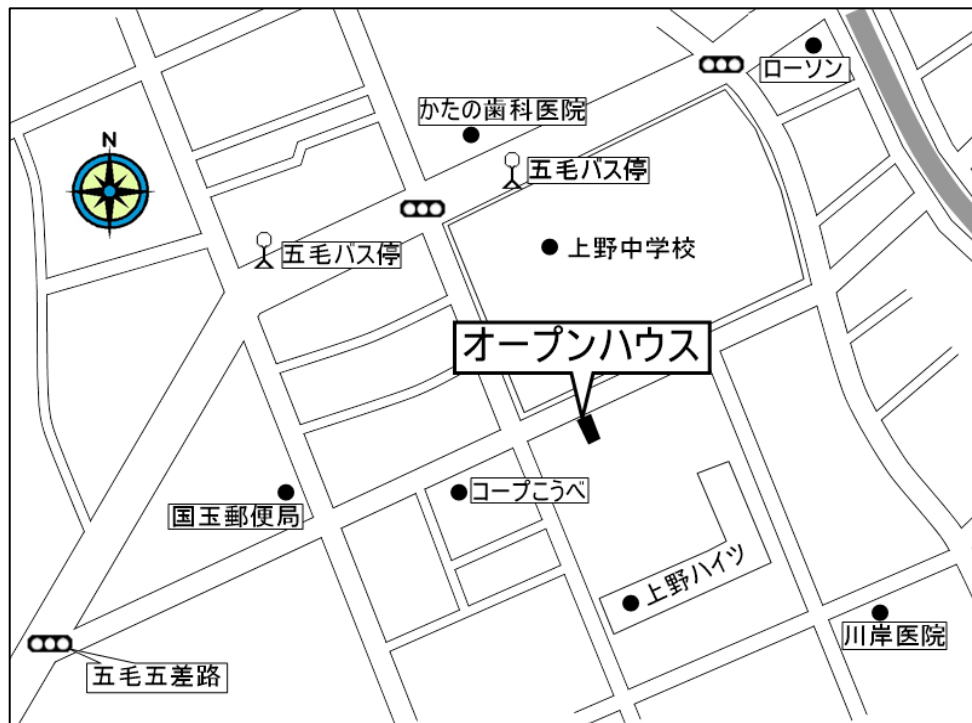 ローソン
かたの歯科医院
N
五毛バス停
五毛バス停
上野中学校
オープンハウス
コープこうべ
国玉郵便局
上野ハイツ
川岸医院
五毛五差路